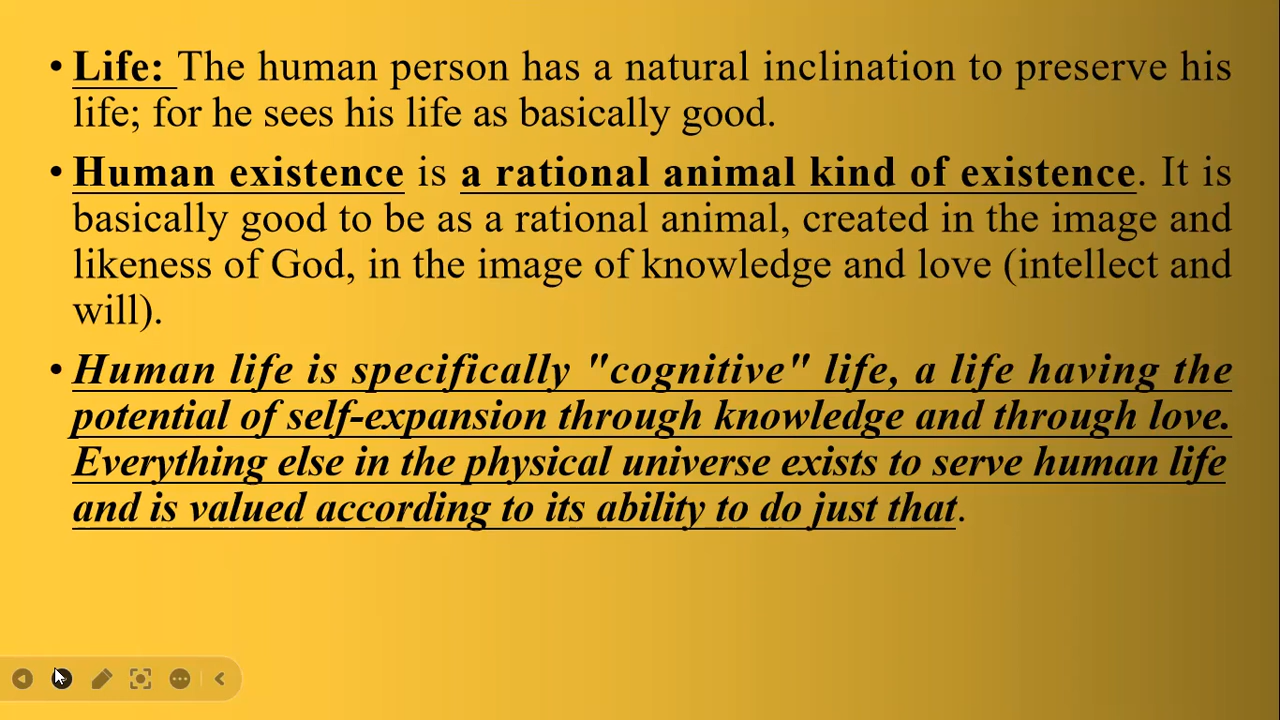 • Life: The human person has a natural inclination to preserve his
life; for he sees his life as basically good.
• Human existence is a rational animal kind of existence. It is
basically good to be as a rational animal, created in the image and
likeness of God, in the image of knowledge and love (intellect and
will).
• Human life is specifically "cognitive" life, a life having the
potential of self-expansion through knowledge and through love.
Everything else in the physical universe exists to serve human life
and is valued according to its ability to do just that.